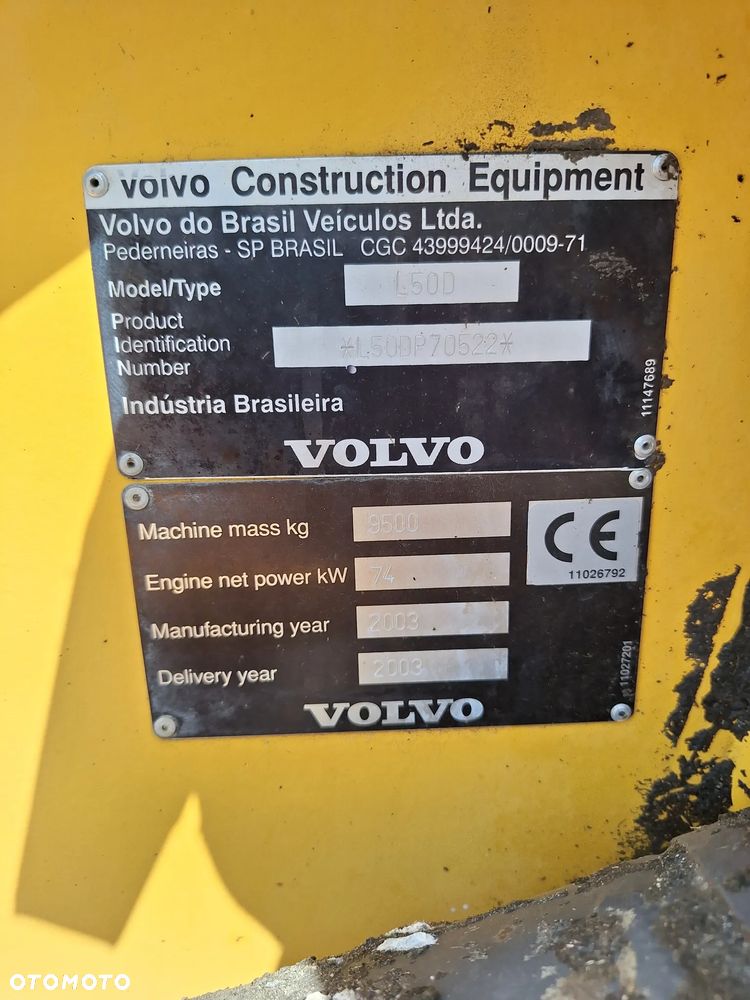 Volvo Construction Equipment
Volvo do Brasil Veículos Ltda.
Pederneiras - SP BRASIL CGC 43999424/0009-71
Model/Type L50D
Product
Identification *L50DP70522*
Number
11147689
Indústria Brasileira
VOLVO
Machine mass kg 9500
CE
11026792
Engine net power kW 74
Manufacturing year 2003
Delivery year 2003
11027201
VOLVO
OTOMOTO